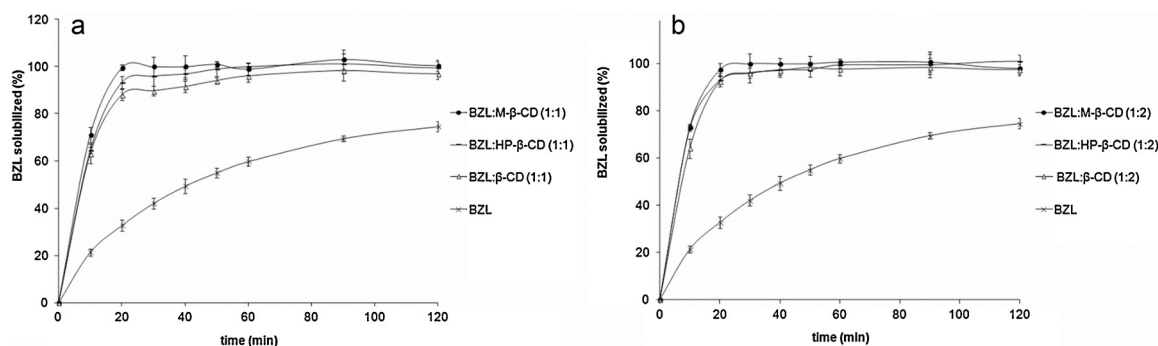 a
BZL solubilized (%)
120
100
80
60
40
20
0
0 20 40 60 80 100 120
time (min)
BZL:M-β-CD (1:1)
BZL:HP-β-CD (1:1)
BZL:β-CD (1:1)
BZL
b
BZL solubilized (%)
100
80
60
40
20
0
0 20 40 60 80 100 120
time (min)
BZL:M-β-CD (1:2)
BZL:HP-β-CD (1:2)
BZL:β-CD (1:2)
BZL